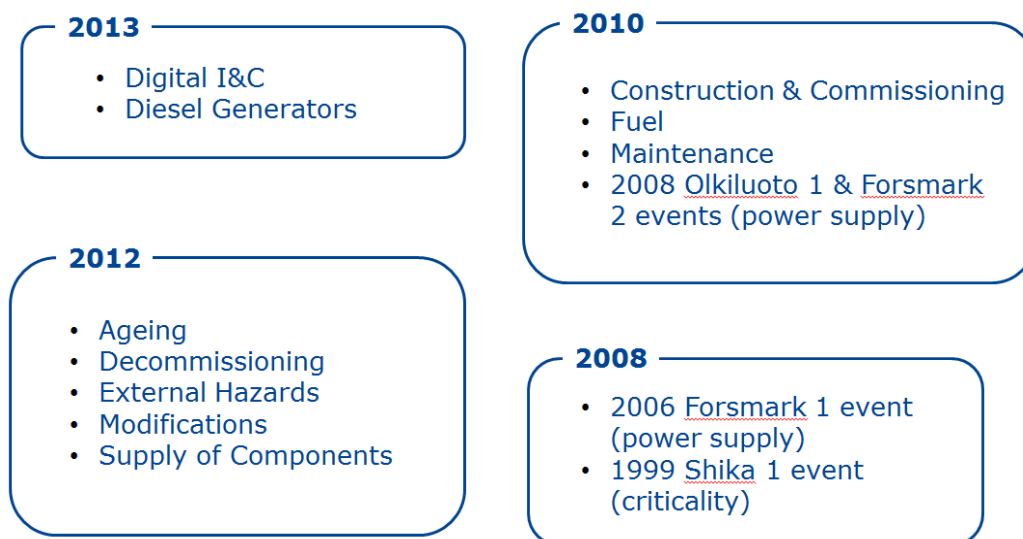 2013
• Digital I&C
• Diesel Generators
2012
• Ageing
• Decommissioning
• External Hazards
• Modifications
• Supply of Components
2010
• Construction & Commissioning
• Fuel
• Maintenance
• 2008 Olkiluoto 1 & Forsmark
2 events (power supply)
2008
• 2006 Forsmark 1 event
(power supply)
• 1999 Shika 1 event
(criticality)